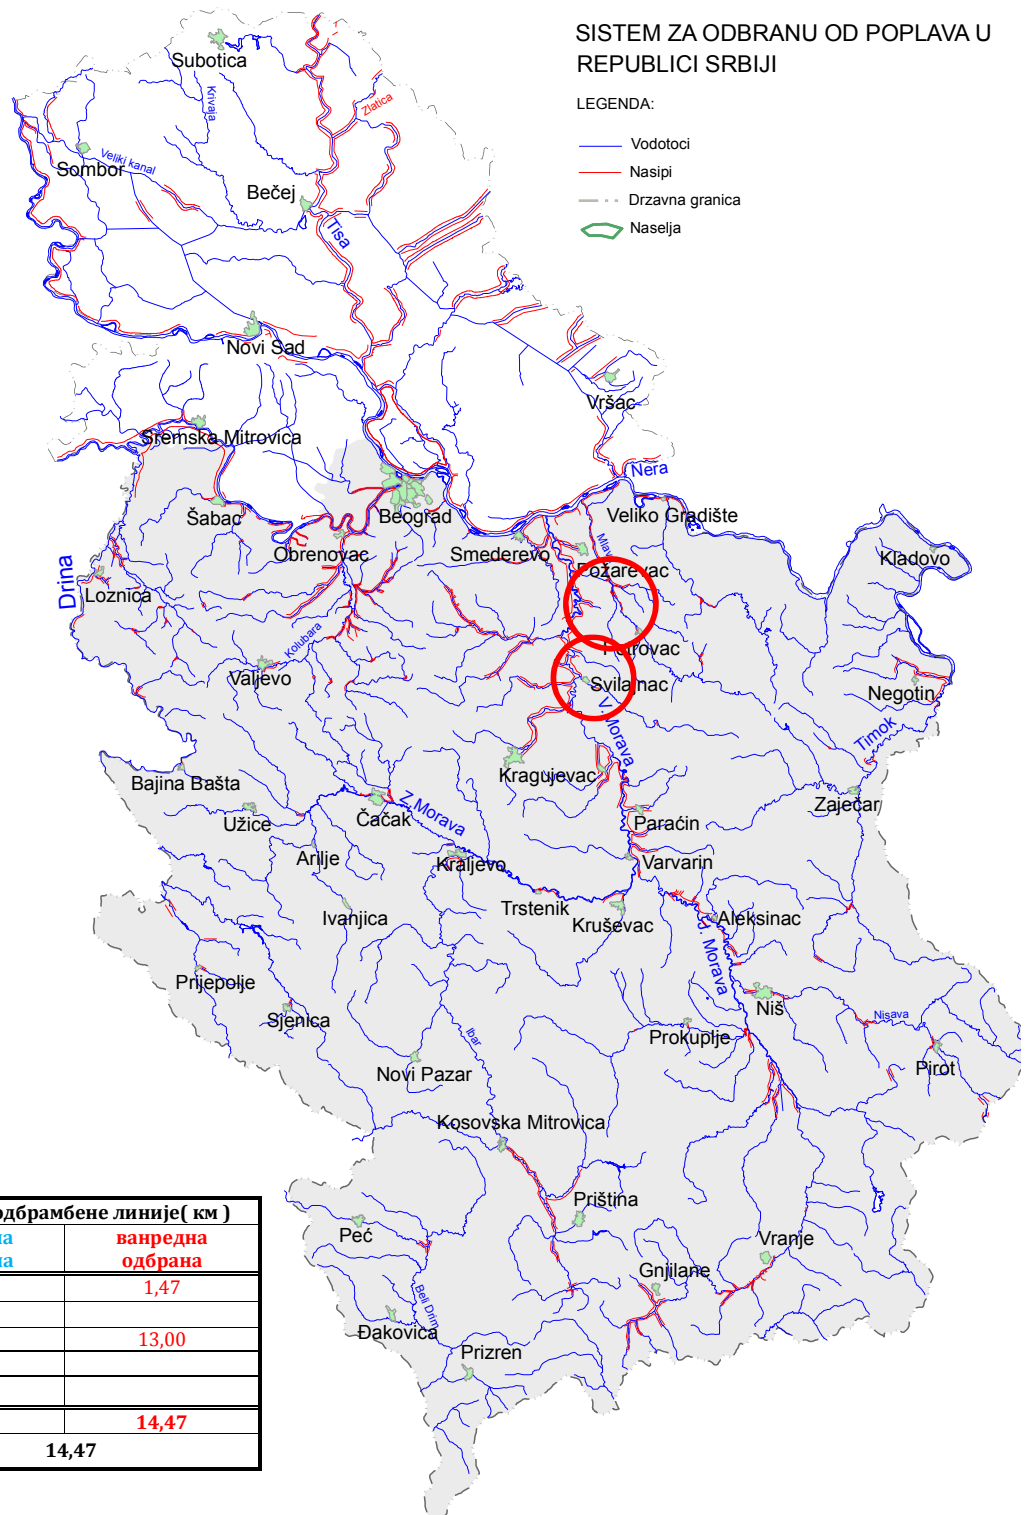 SISTEM ZA ODBRANU OD POPLAVA U
REPUBLICI SRBIJI
LEGENDA:
Vodotoci
Nasipi
Drzavna granica
Naselja
Subotica
Krivaja
Zlatica
Sombor
Veliki kanal
Bečej
Tisa
Novi Sad
Vršac
Sremska Mitrovica
Nera
Šabac
Beograd
Veliko Gradište
Obrenovac
Smederevo
Mlava
Kladovo
Požarevac
Drina
Loznica
Kolubara
Petrovac
Valjevo
Svilajnac
Negotin
V. Morava
Timok
Kragujevac
Bajina Bašta
Z. Morava
Zaječar
Užice
Čačak
Paraćin
Arilje
Kraljevo
Varvarin
Ivanjica
Trstenik
Kruševac
Aleksinac
J. Morava
Prijepolje
Niš
Sjenica
Nisava
Ibar
Prokuplje
Pirot
Novi Pazar
Kosovska Mitrovica
Priština
Peć
Vranje
Gnjilane
Beli Drim
Đakovica
Prizren
одбрамбене линије( км )
на ванредна
на одбрана
1,47
13,00
14,47
14,47